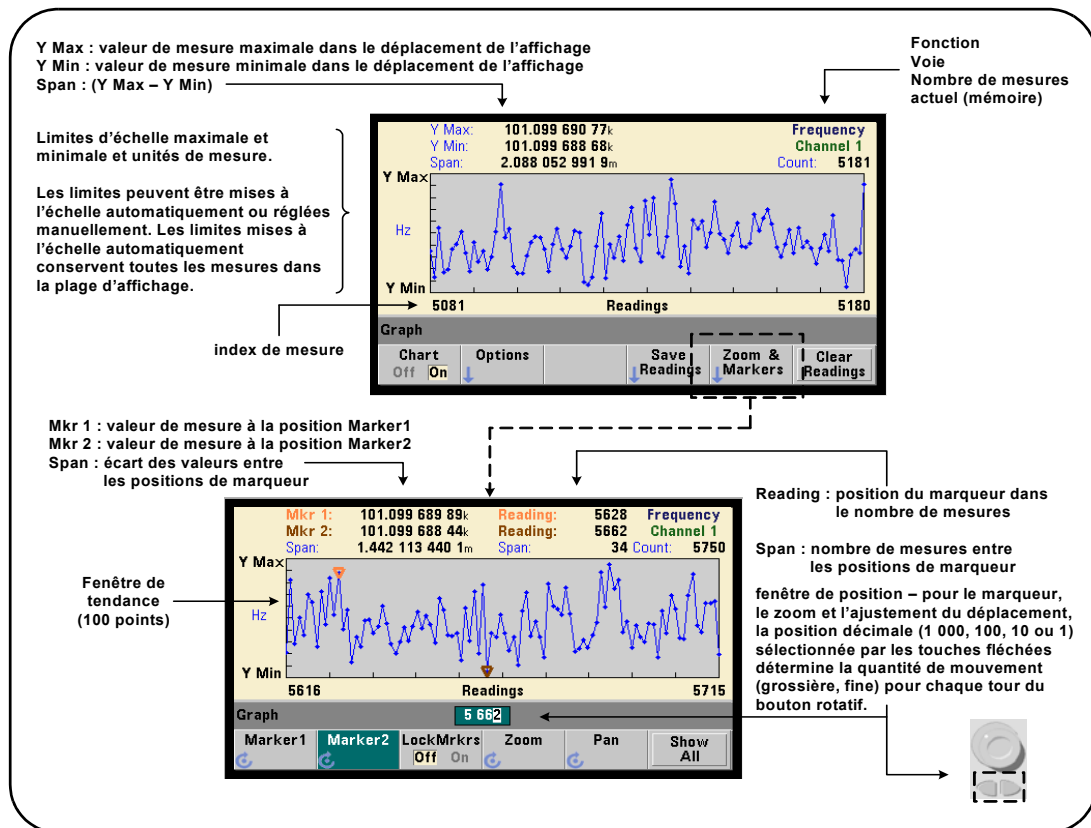 Y Max : valeur de mesure maximale dans le déplacement de l'affichage
Y Min : valeur de mesure minimale dans le déplacement de l'affichage
Span : (Y Max – Y Min)
Fonction
Voie
Nombre de mesures
actuel (mémoire)
Limites d'échelle maximale et
minimale et unités de mesure.
Les limites peuvent être mises à
l'échelle automatiquement ou réglées
manuellement. Les limites mises à
l'échelle automatiquement
conservent toutes les mesures dans
la plage d'affichage.
index de mesure
Y Max: 101.099 690 77k Frequency
Y Min: 101.099 688 68k Channel 1
Span: 2.088 052 991 9m Count: 5181
Y Max
Hz
Y Min
5081 Readings 5180
Graph
Chart Options Save Zoom & Clear
Off On Readings Markers Readings
Mkr 1 : valeur de mesure à la position Marker1
Mkr 2 : valeur de mesure à la position Marker2
Span : écart des valeurs entre
les positions de marqueur
Reading : position du marqueur dans
le nombre de mesures
Span : nombre de mesures entre
les positions de marqueur
fenêtre de position – pour le marqueur,
le zoom et l'ajustement du déplacement,
la position décimale (1 000, 100, 10 ou 1)
sélectionnée par les touches fléchées
détermine la quantité de mouvement
(grossière, fine) pour chaque tour du
bouton rotatif.
Fenêtre de
tendance
(100 points)
Mkr 1: 101.099 689 89k Reading: 5628 Frequency
Mkr 2: 101.099 688 44k Reading: 5662 Channel 1
Span: 1.442 113 440 1m Span: 34 Count: 5750
Y Max
Hz
Y Min
5616 Readings 5715
Graph 5 662
Marker1 Marker2 LockMrkrs Zoom Pan Show
Off On All